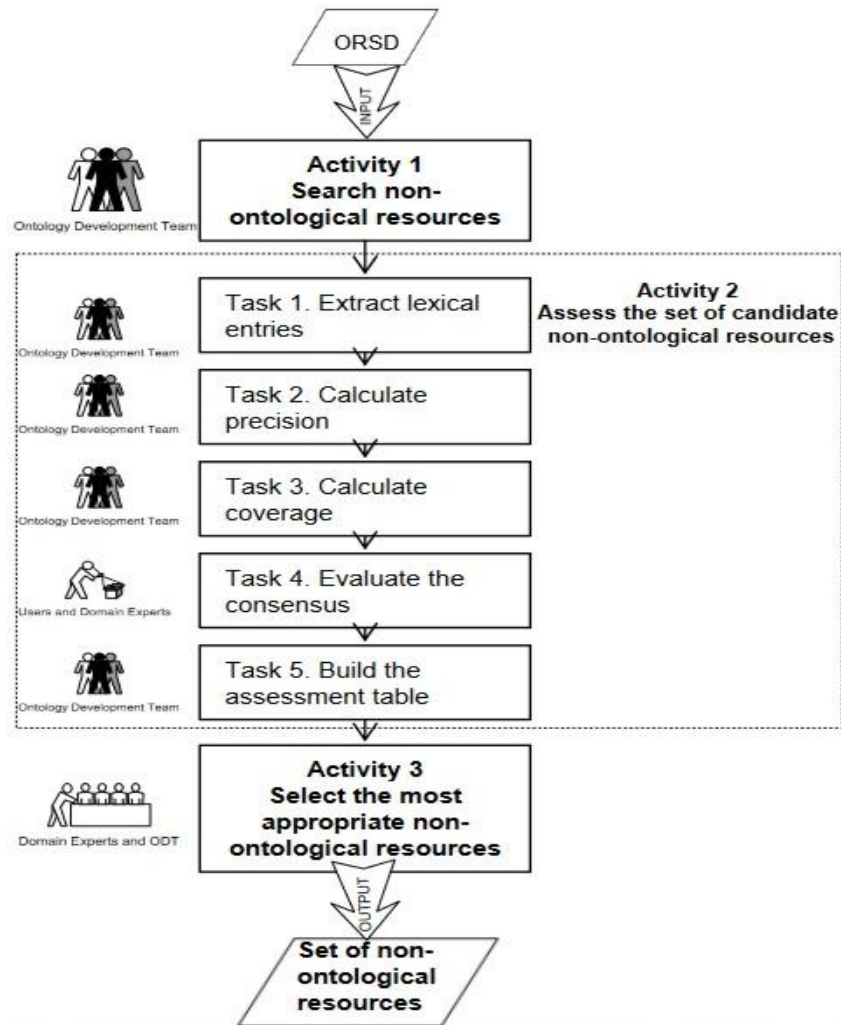 ORSD
INPUT
Activity 1
Search non-
ontological resources
Ontology Development Team
Activity 2
Assess the set of candidate
non-ontological resources
Task 1. Extract lexical
entries
Ontology Development Team
Task 2. Calculate
precision
Ontology Development Team
Task 3. Calculate
coverage
Ontology Development Team
Task 4. Evaluate the
consensus
Users and Domain Experts
Task 5. Build the
assessment table
Ontology Development Team
Activity 3
Select the most
appropriate non-
ontological resources
Domain Experts and ODT
OUTPUT
Set of non-
ontological
resources